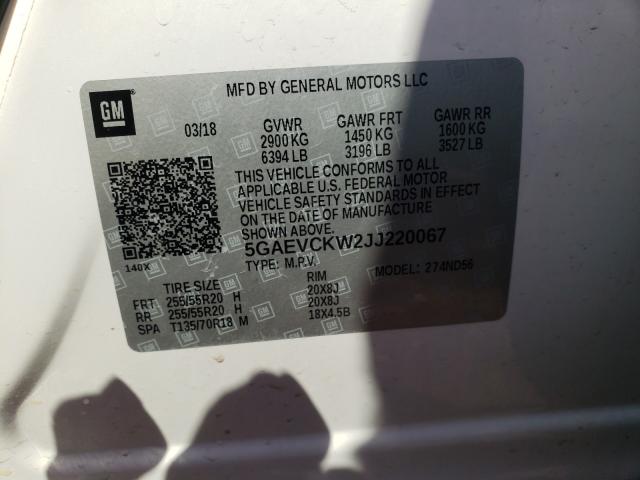 GM
MFD BY GENERAL MOTORS LLC
03/18 GVWR GAWR FRT GAWR RR
2900 KG 1450 KG 1600 KG
6394 LB 3196 LB 3527 LB
THIS VEHICLE CONFORMS TO ALL
APPLICABLE U.S. FEDERAL MOTOR
VEHICLE SAFETY STANDARDS IN EFFECT
ON THE DATE OF MANUFACTURE
SHOWN ABOVE.
5GAEVCKW2JJ220067
140X TYPE: M.P.V. MODEL: 274ND56
TIRE SIZE RIM
FRT 255/55R20 H 20X8J
RR 255/55R20 H 20X8J
SPA T135/70R18 M 18X4.5B